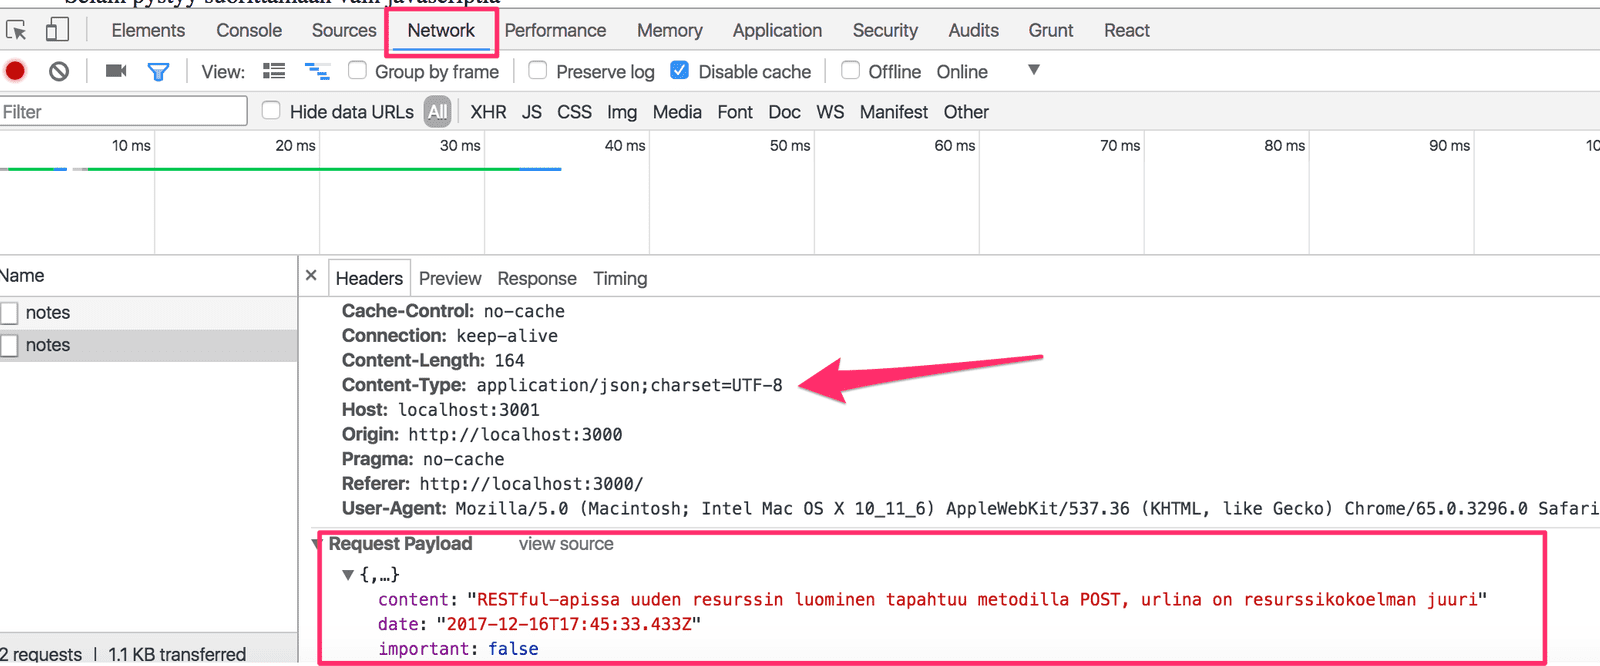 Selain pystyy suorittamaan vain javascriptiä
Elements Console Sources Network Performance Memory Application Security Audits Grunt React
View: Group by frame Preserve log Disable cache Offline Online
Filter Hide data URLs All XHR JS CSS Img Media Font Doc WS Manifest Other
10 ms 20 ms 30 ms 40 ms 50 ms 60 ms 70 ms 80 ms 90 ms 10
Name
notes
notes
2 requests | 1.1 KB transferred
× Headers Preview Response Timing
Cache-Control: no-cache
Connection: keep-alive
Content-Length: 164
Content-Type: application/json;charset=UTF-8
Host: localhost:3001
Origin: http://localhost:3000
Pragma: no-cache
Referer: http://localhost:3000/
User-Agent: Mozilla/5.0 (Macintosh; Intel Mac OS X 10_11_6) AppleWebKit/537.36 (KHTML, like Gecko) Chrome/65.0.3296.0 Safari
Request Payload view source
{,…}
content: "RESTful-apissa uuden resurssin luominen tapahtuu metodilla POST, urlina on resurssikokoelman juuri"
date: "2017-12-16T17:45:33.433Z"
important: false